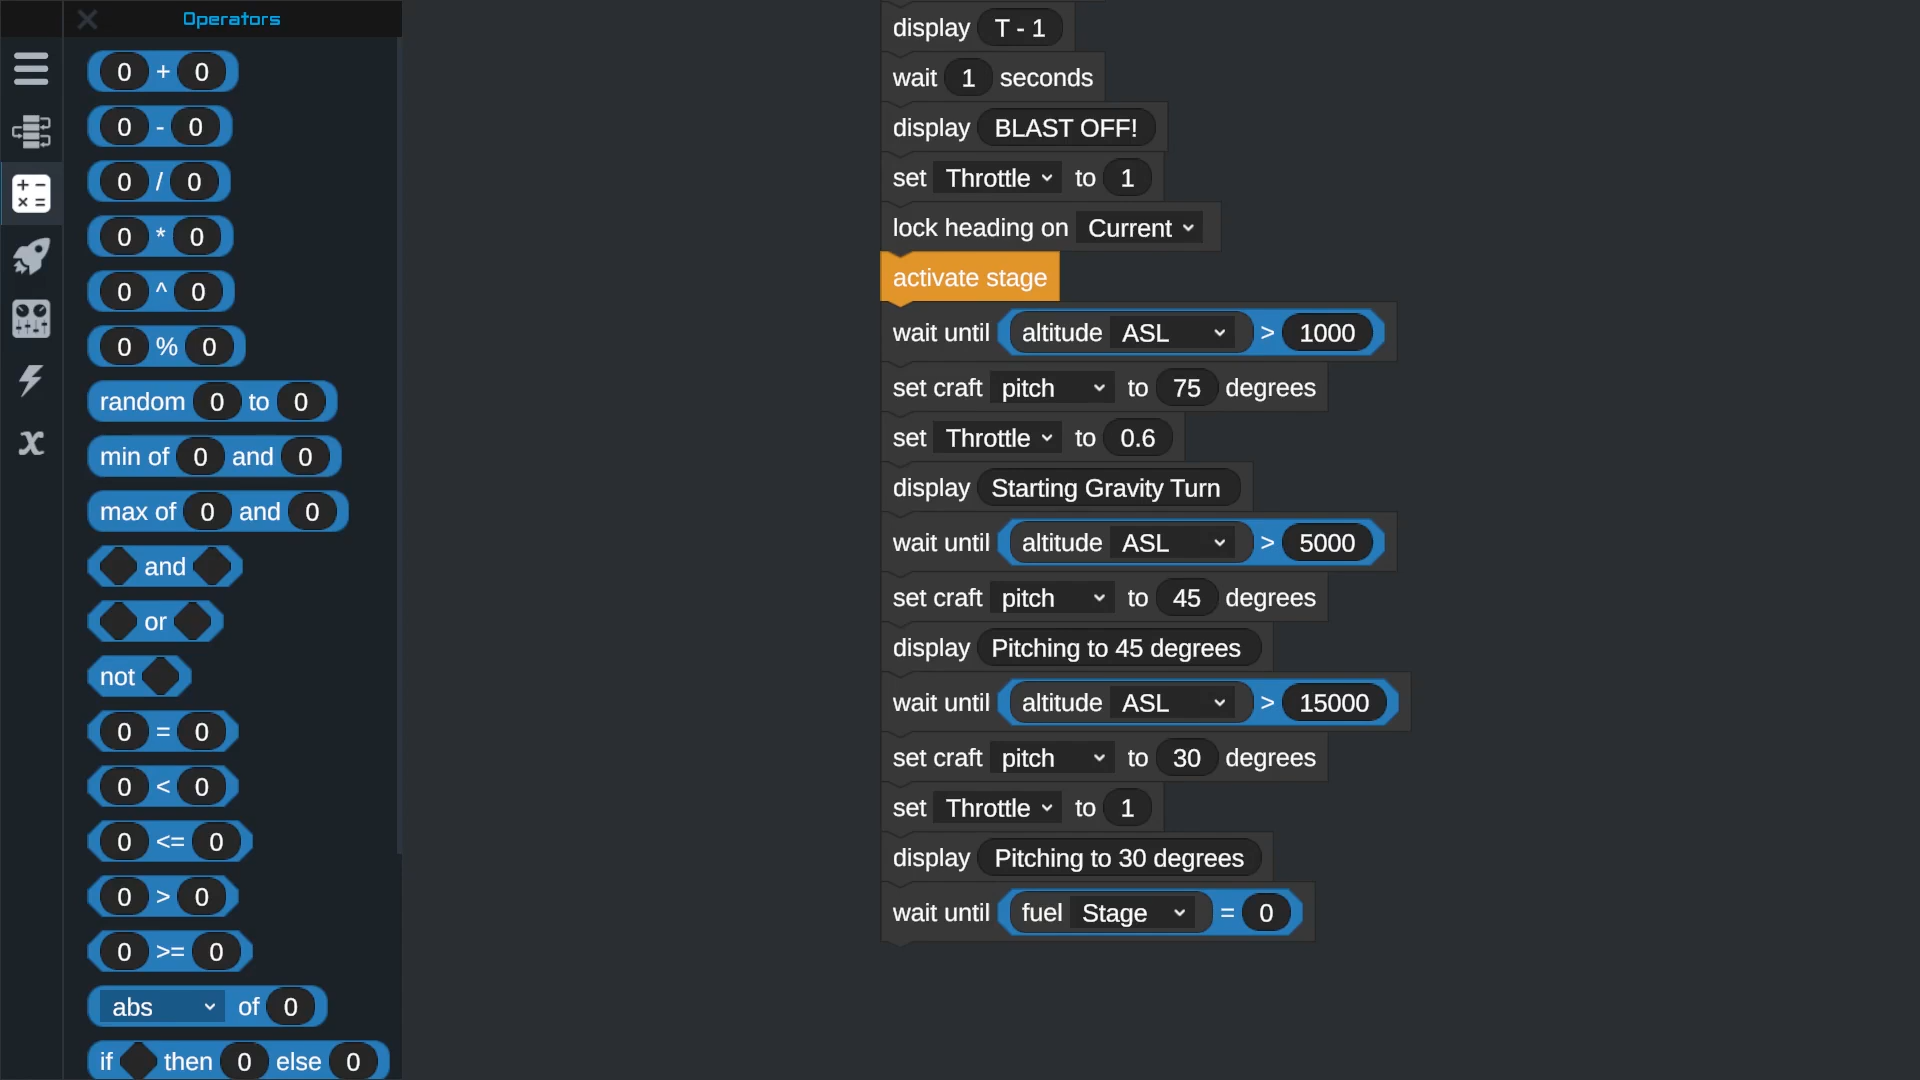 Operators
0 + 0
0 - 0
0 / 0
0 * 0
0 ^ 0
0 % 0
random 0 to 0
min of 0 and 0
max of 0 and 0
and
or
not
0 = 0
0 < 0
0 <= 0
0 > 0
0 >= 0
abs of 0
if then 0 else 0
display T - 1
wait 1 seconds
display BLAST OFF!
set Throttle to 1
lock heading on Current
activate stage
wait until altitude ASL > 1000
set craft pitch to 75 degrees
set Throttle to 0.6
display Starting Gravity Turn
wait until altitude ASL > 5000
set craft pitch to 45 degrees
display Pitching to 45 degrees
wait until altitude ASL > 15000
set craft pitch to 30 degrees
set Throttle to 1
display Pitching to 30 degrees
wait until fuel Stage = 0